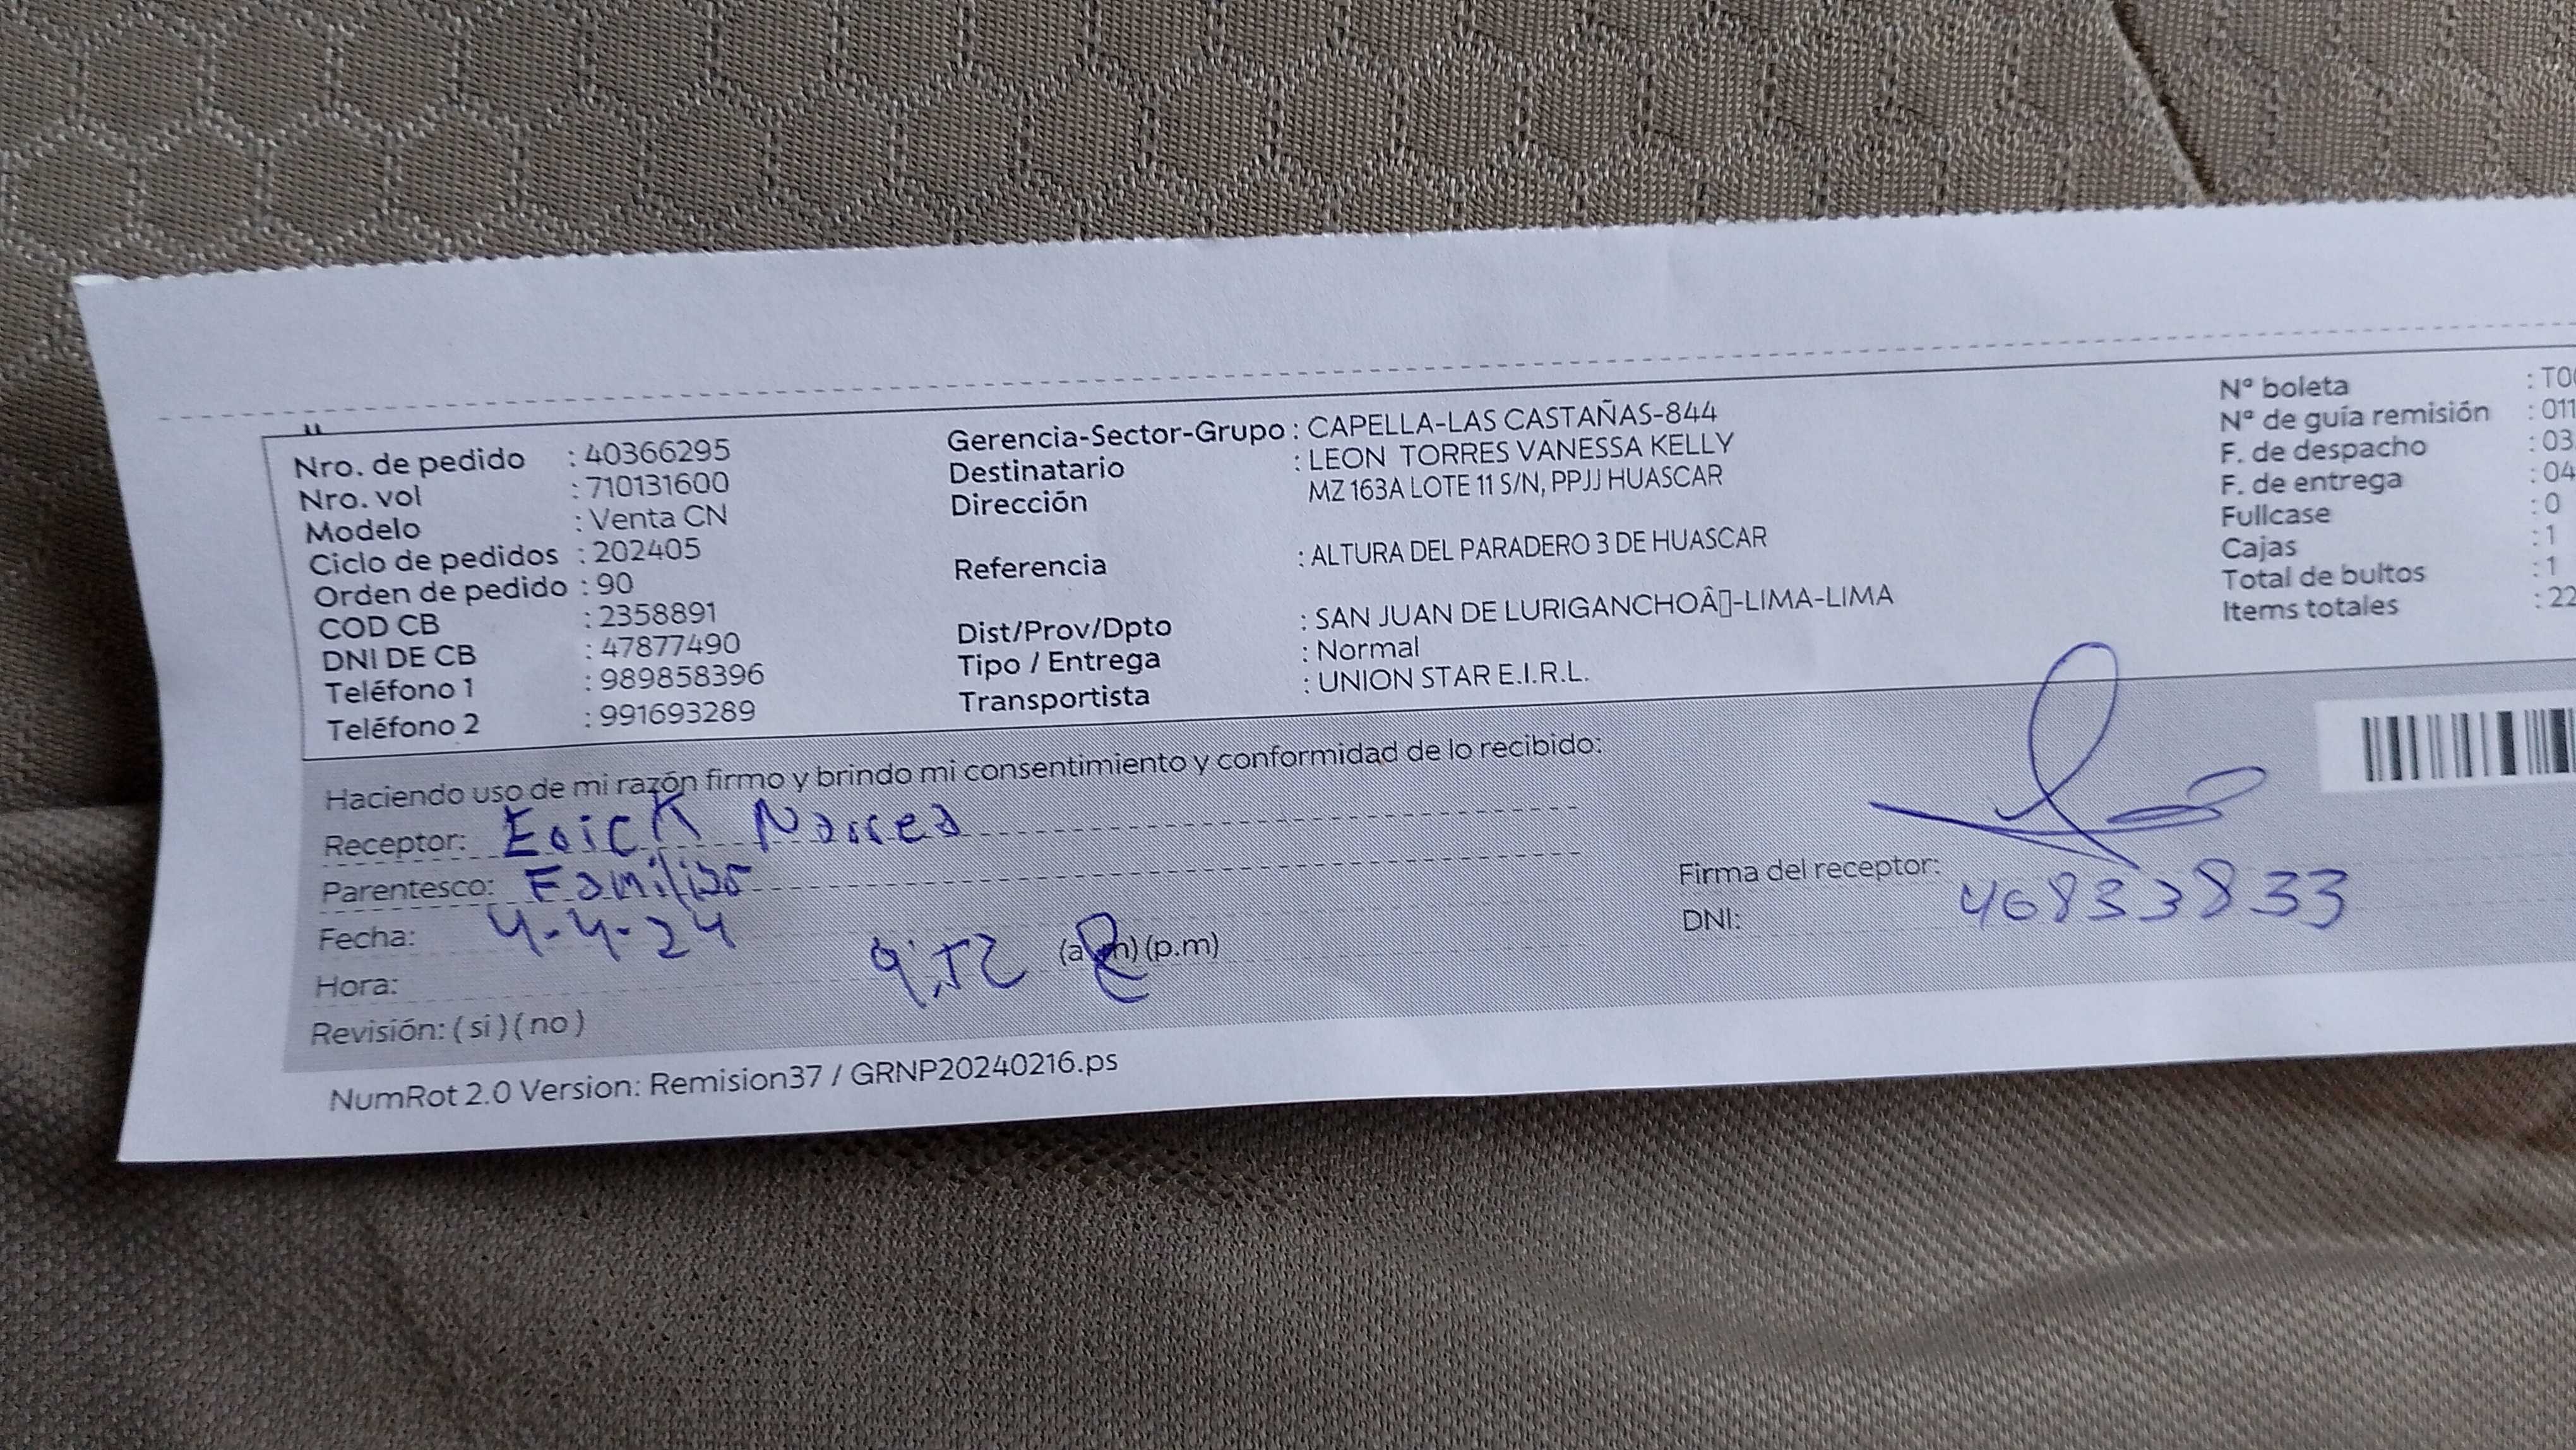 Nro. de pedido : 40366295
Nro. vol : 710131600
Modelo : Venta CN
Ciclo de pedidos : 202405
Orden de pedido : 90
COD CB : 2358891
DNI DE CB : 47877490
Teléfono 1 : 989858396
Teléfono 2 : 991693289
Gerencia-Sector-Grupo : CAPELLA-LAS CASTAÑAS-844
Destinatario : LEON TORRES VANESSA KELLY
Dirección MZ 163A LOTE 11 S/N, PPJJ HUASCAR
Referencia : ALTURA DEL PARADERO 3 DE HUASCAR
Dist/Prov/Dpto : SAN JUAN DE LURIGANCHOÂ▯-LIMA-LIMA
Tipo / Entrega : Normal
Transportista : UNION STAR E.I.R.L.
N° boleta : T0
N° de guía remisión : 011
F. de despacho : 03
F. de entrega : 04
Fullcase : 0
Cajas : 1
Total de bultos : 1
Items totales : 22
Haciendo uso de mi razón firmo y brindo mi consentimiento y conformidad de lo recibido:
Receptor: Erick
Parentesco: Familiar
Fecha: 4-4-24
Hora: 9:52 (a.m) (p.m)
Revisión: ( si ) ( no )
Firma del receptor:
DNI: 46833833
NumRot 2.0 Version: Remision37 / GRNP20240216.ps